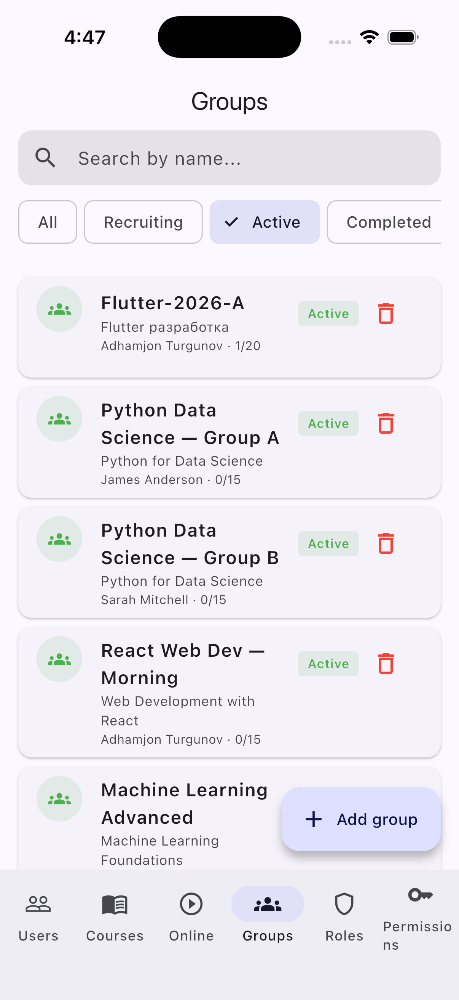 4:47
Groups
Search by name...
All
Recruiting
Active
Completed
Flutter-2026-A
Active
Flutter разработка
Adhamjon Turgunov · 1/20
Python Data
Science — Group A
Active
Python for Data Science
James Anderson · 0/15
Python Data
Science — Group B
Active
Python for Data Science
Sarah Mitchell · 0/15
React Web Dev —
Morning
Active
Web Development with
React
Adhamjon Turgunov · 0/15
Machine Learning
Advanced
Machine Learning
Foundations
Add group
Users
Courses
Online
Groups
Roles
Permissio
ns